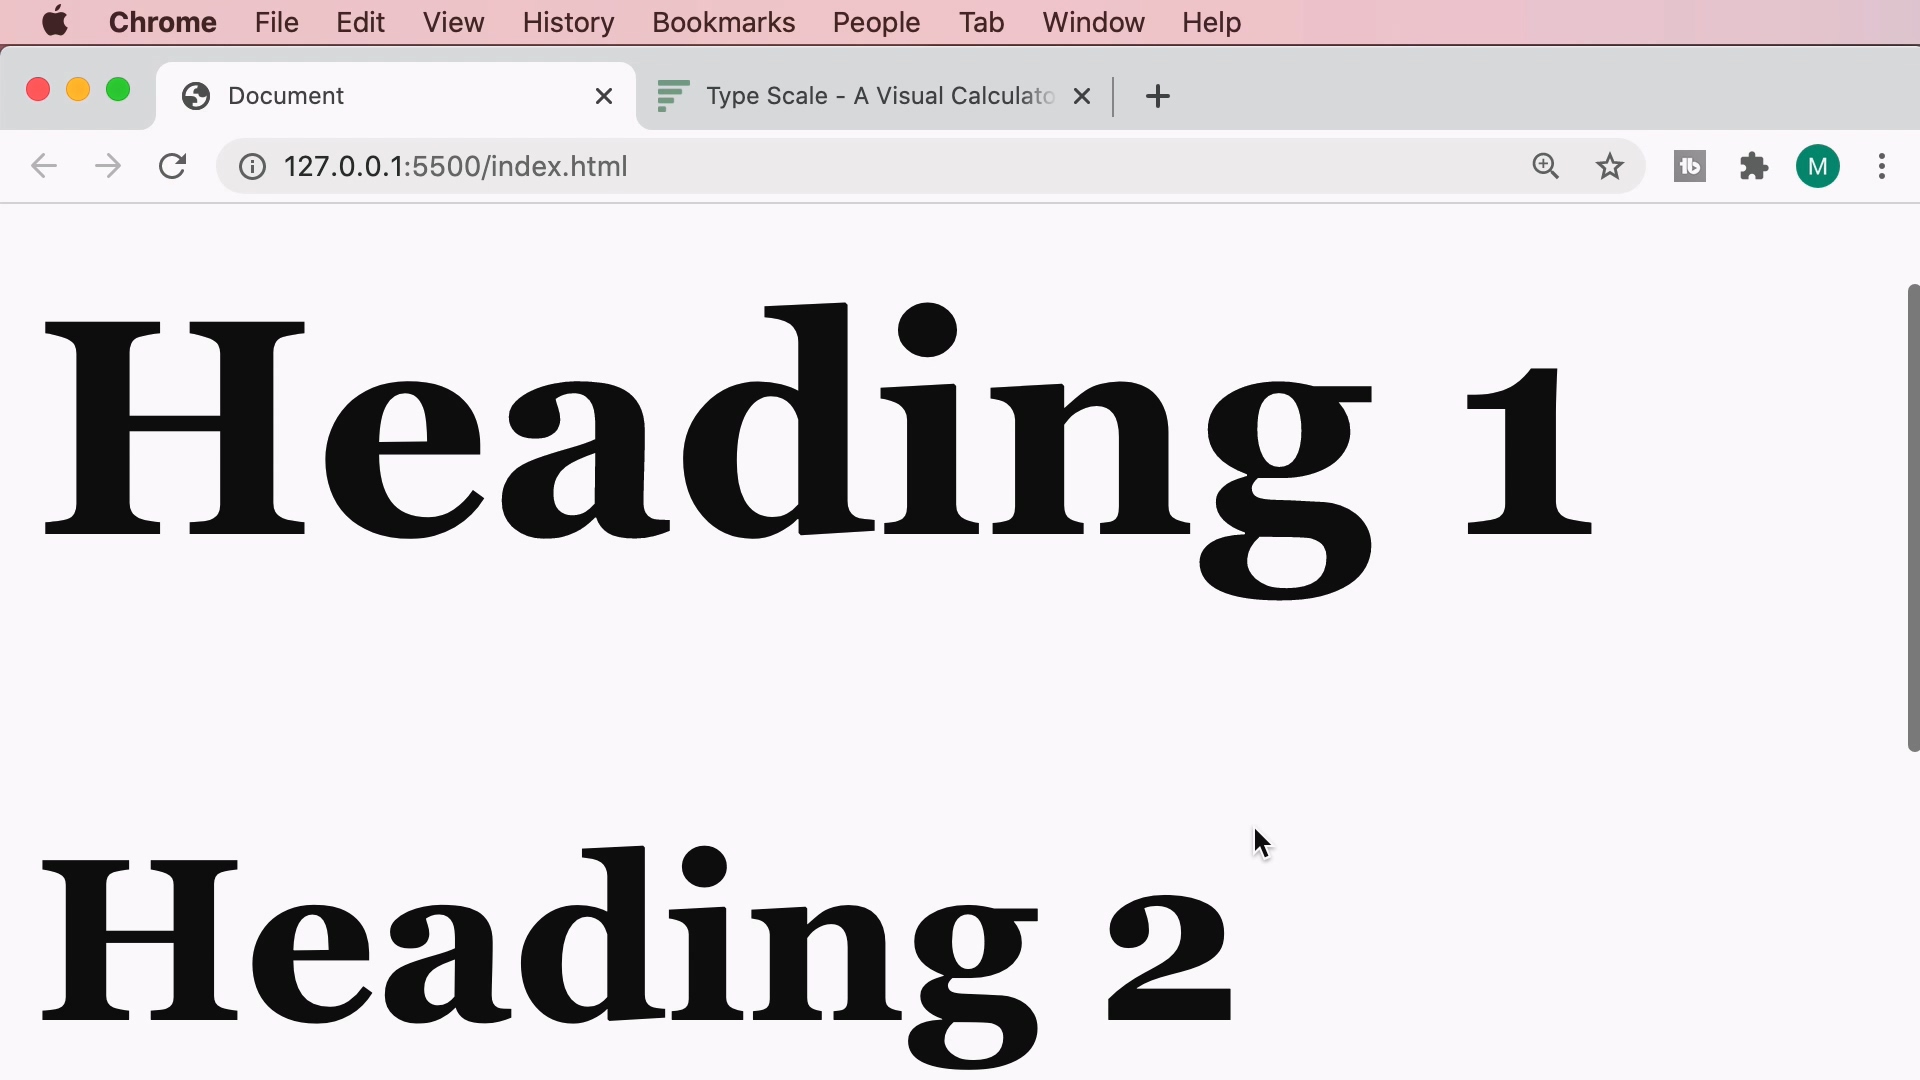 Chrome File Edit View History Bookmarks People Tab Window Help
Document Type Scale - A Visual Calculato
127.0.0.1:5500/index.html M
Heading 1
Heading 2